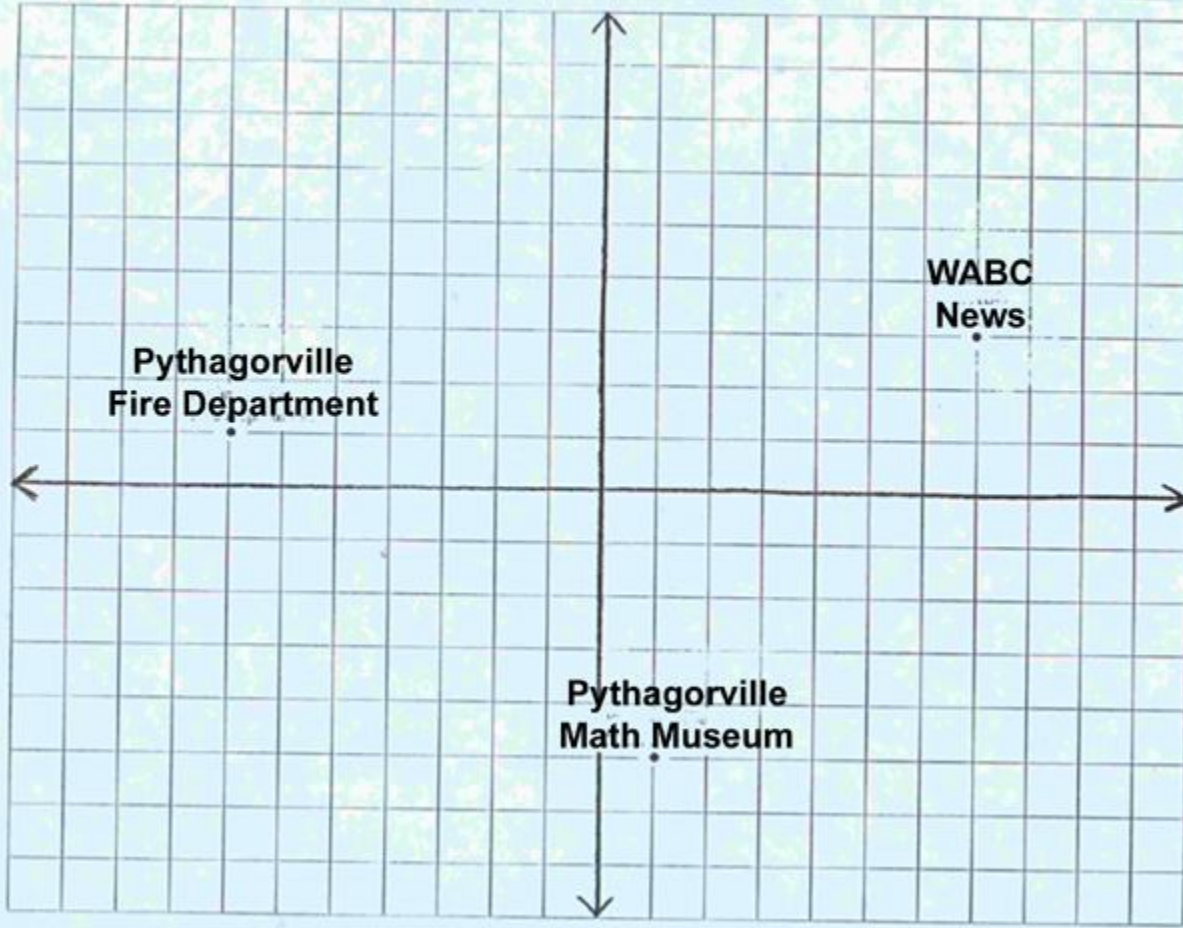 WABC
News
Pythagorville
Fire Department
Pythagorville
Math Museum